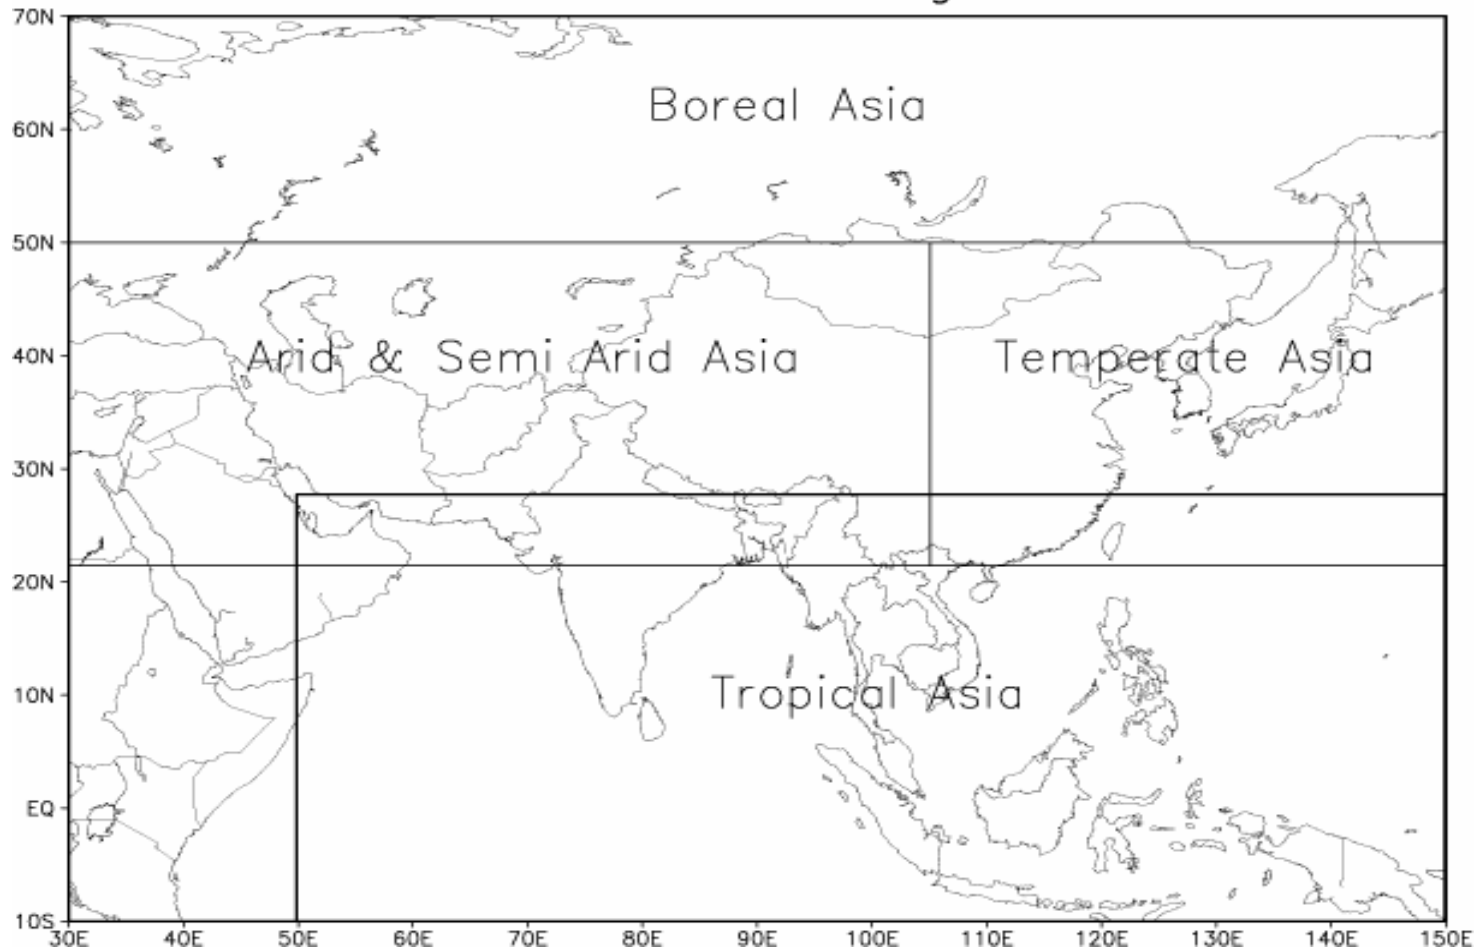 70N
Boreal Asia
60N
50N
Arid & Semi Arid Asia
Temperate Asia
40N
30N
20N
Tropical Asia
10N
EQ
10S
30E 40E 50E 60E 70E 80E 90E 100E 110E 120E 130E 140E 150E